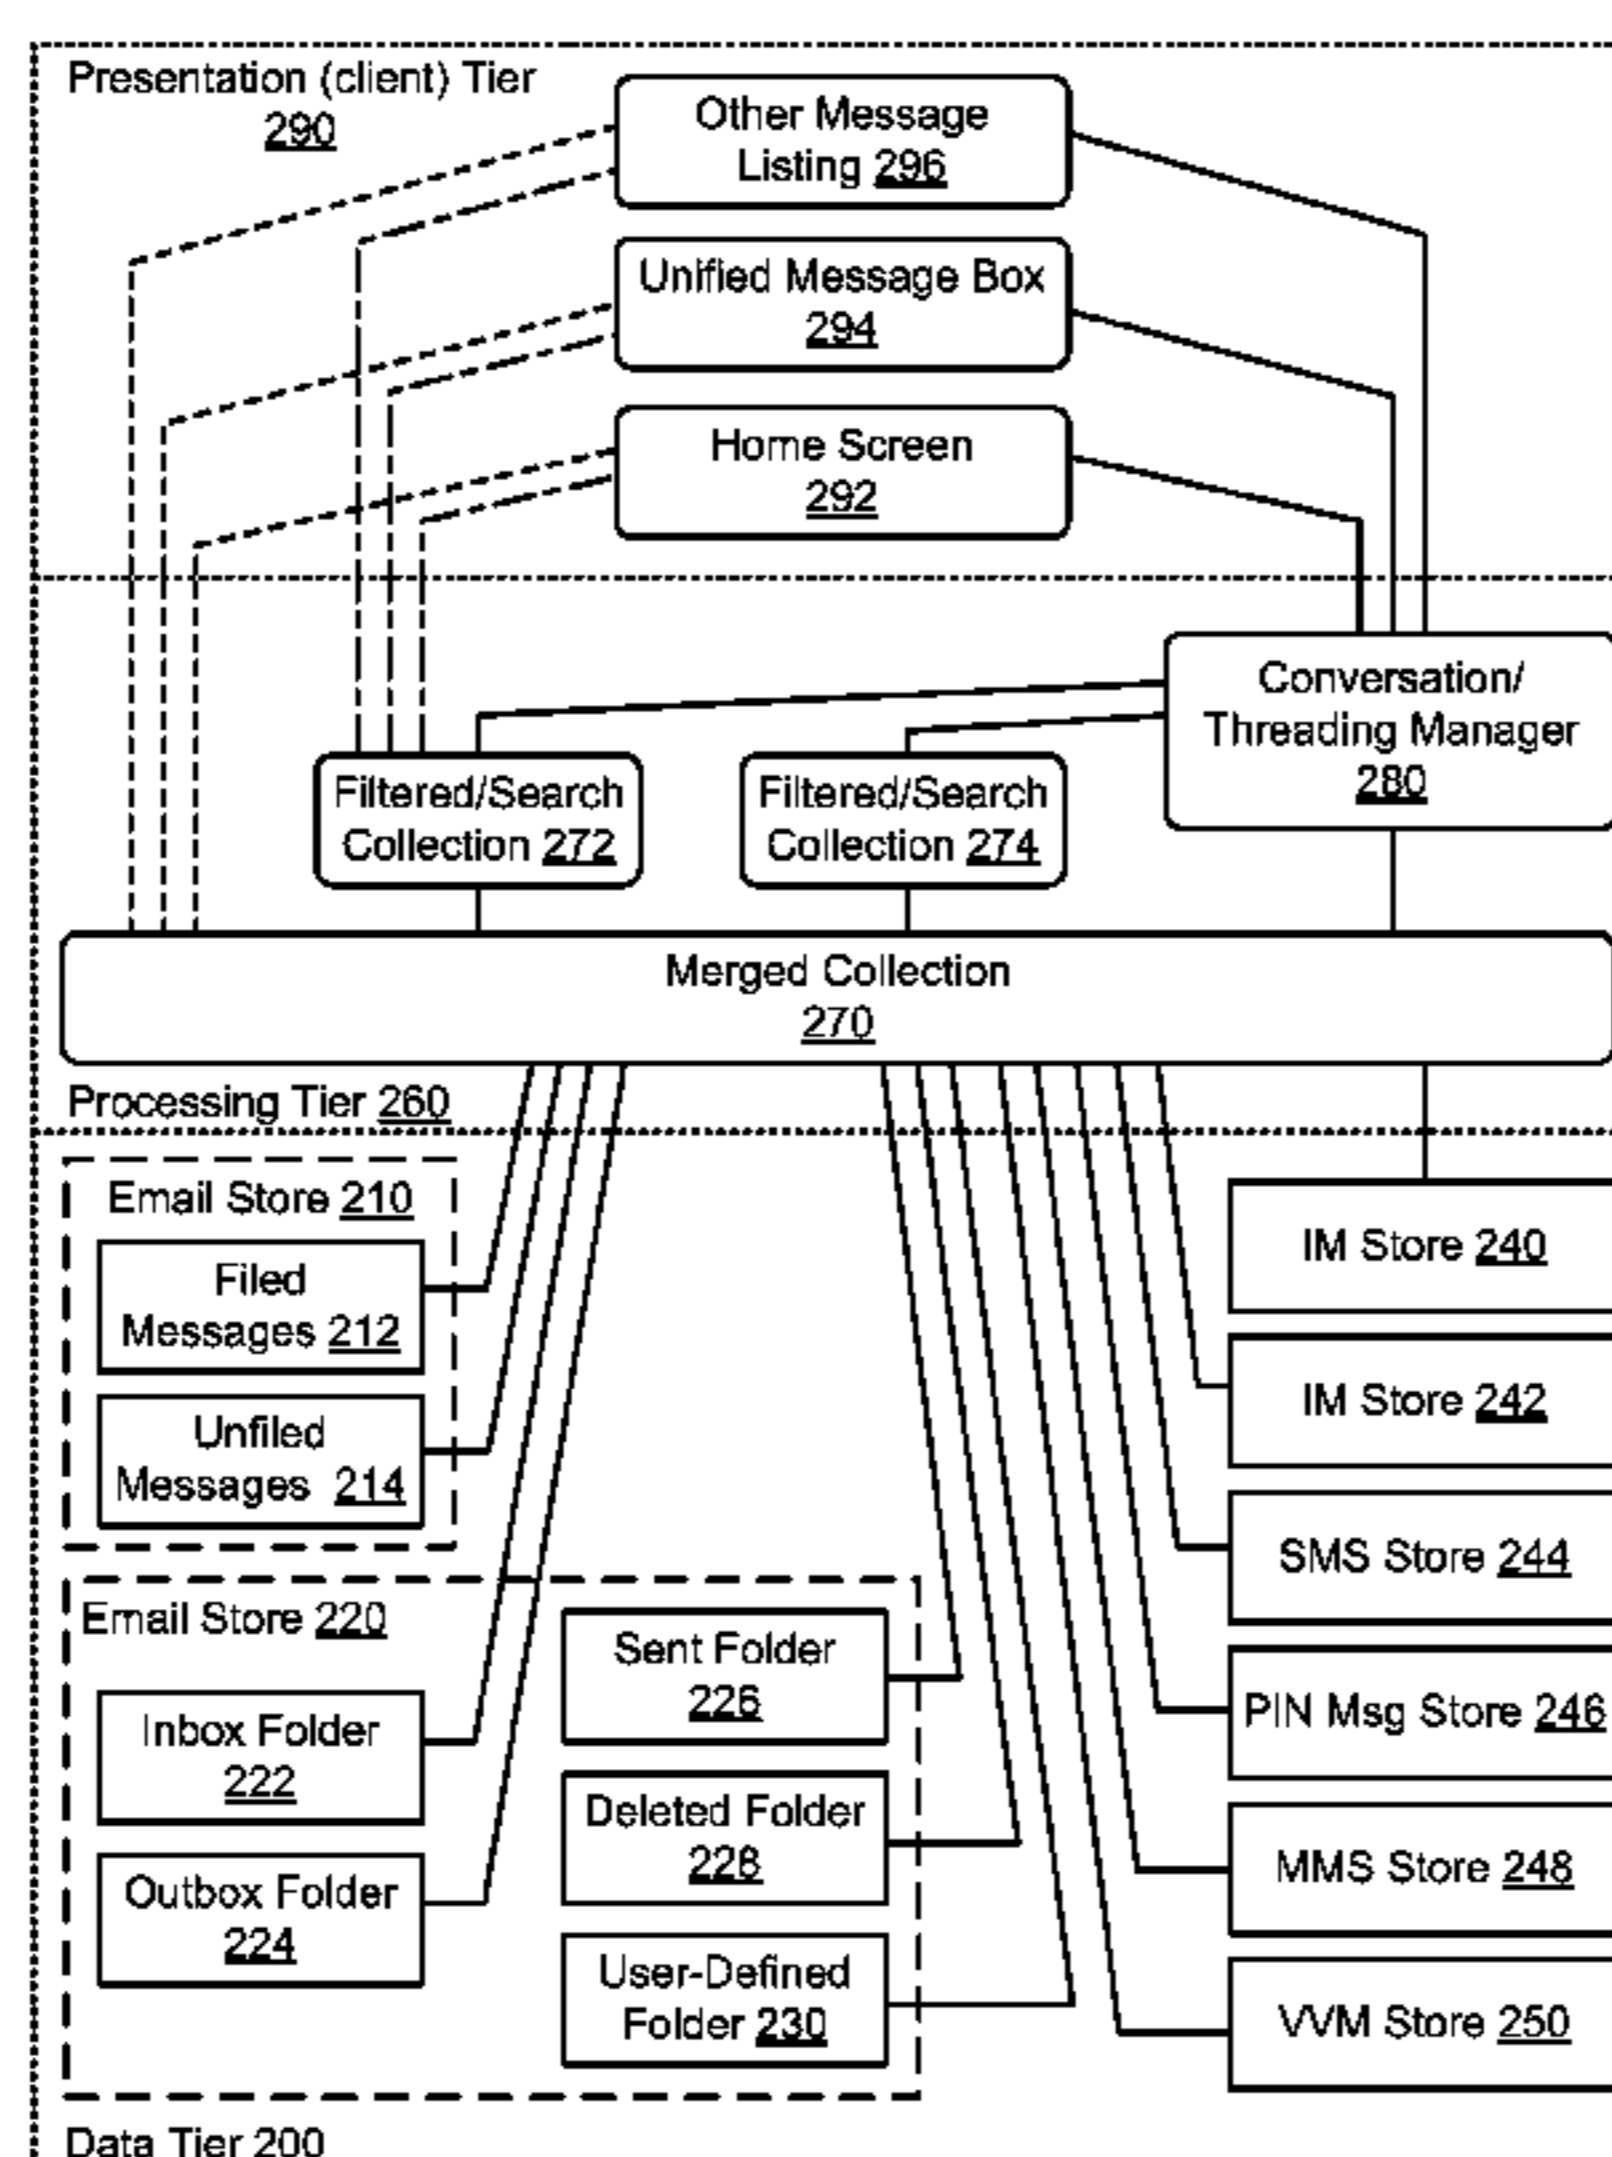 Presentation (client) Tier
290
Other Message
Listing 296
Unified Message Box
294
Home Screen
292
Conversation/
Threading Manager
280
Filtered/Search
Collection 272
Filtered/Search
Collection 274
Merged Collection
270
Processing Tier 260
Email Store 210
Filed
Messages 212
Unfiled
Messages 214
Email Store 220
Inbox Folder
222
Outbox Folder
224
Sent Folder
226
Deleted Folder
228
User-Defined
Folder 230
IM Store 240
IM Store 242
SMS Store 244
PIN Msg Store 246
MMS Store 248
VVM Store 250
Data Tier 200